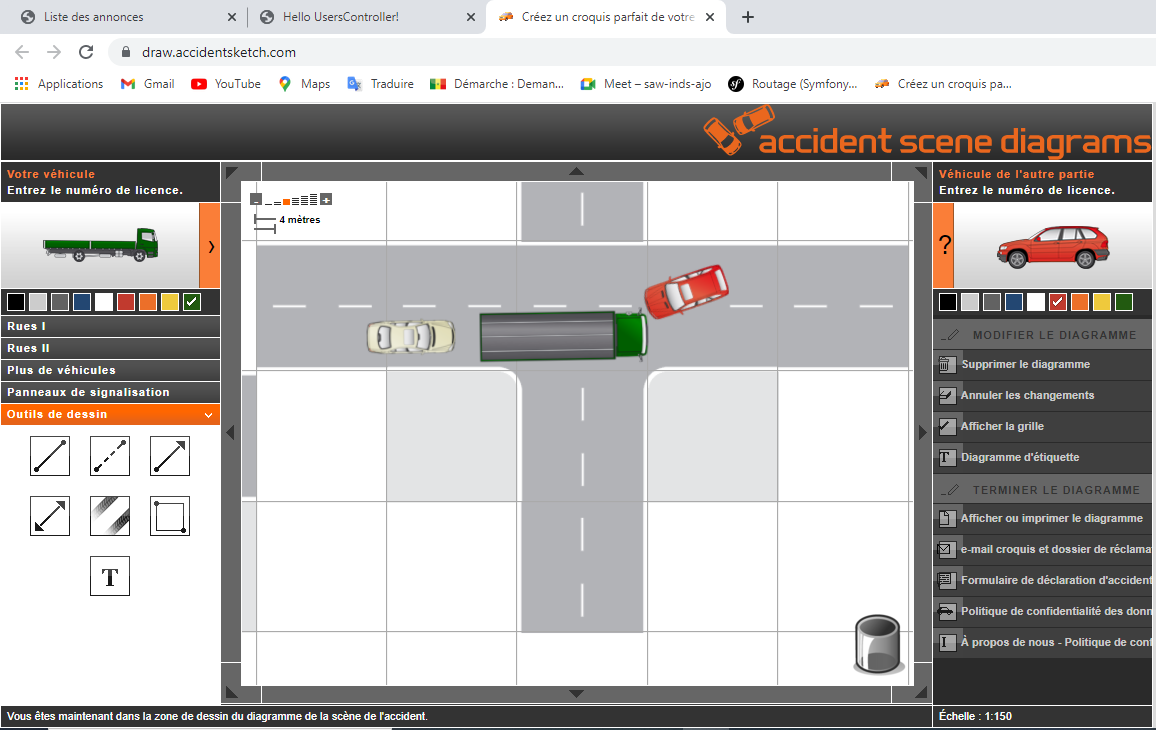 Liste des annonces
Hello UsersController!
Créez un croquis parfait de votre
draw.accidentsketch.com
Applications
Gmail
YouTube
Maps
Traduire
Démarche : Deman...
Meet – saw-inds-ajo
Routage (Symfony...
Créez un croquis pa...
accident scene diagrams
Votre véhicule
Entrez le numéro de licence.
Rues I
Rues II
Plus de véhicules
Panneaux de signalisation
Outils de dessin
T
4 mètres
Véhicule de l'autre partie
Entrez le numéro de licence.
?
MODIFIER LE DIAGRAMME
Supprimer le diagramme
Annuler les changements
Afficher la grille
T Diagramme d'étiquette
TERMINER LE DIAGRAMME
Afficher ou imprimer le diagramme
e-mail croquis et dossier de réclama
Formulaire de déclaration d'accident
Politique de confidentialité des donn
À propos de nous - Politique de conf
Vous êtes maintenant dans la zone de dessin du diagramme de la scène de l'accident.
Échelle : 1:150